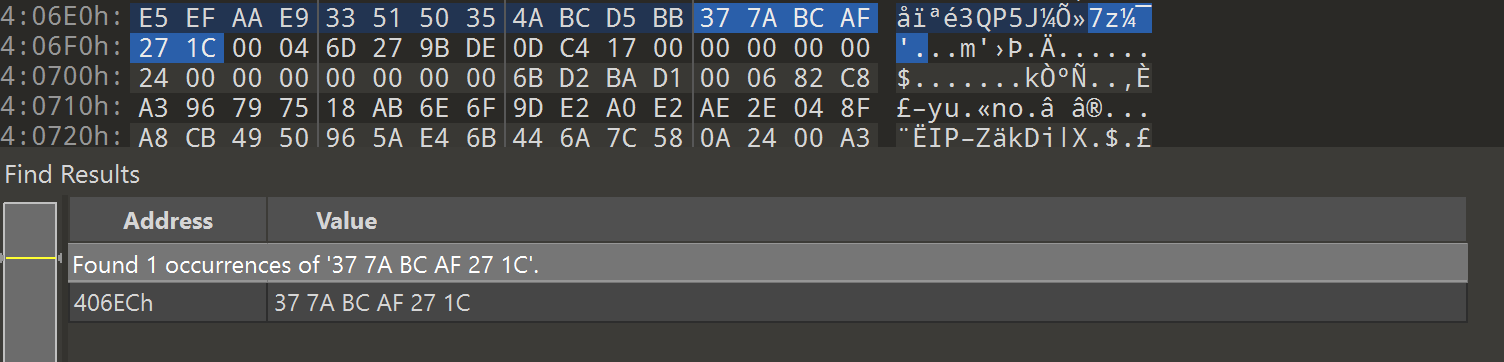 4:06E0h: E5 EF AA E9 33 51 50 35 4A BC D5 BB 37 7A BC AF åïªé3QP5J¼Õ»7z¼¯
4:06F0h: 27 1C 00 04 6D 27 9B DE 0D C4 17 00 00 00 00 00 '...m'›Þ.Ä......
4:0700h: 24 00 00 00 00 00 00 00 6B D2 BA D1 00 06 82 C8 $.......kÒºÑ..‚È
4:0710h: A3 96 79 75 18 AB 6E 6F 9D E2 A0 E2 AE 2E 04 8F £–yu.«no.â â®...
4:0720h: A8 CB 49 50 96 5A E4 6B 44 6A 7C 58 0A 24 00 A3 ¨ËIP–ZäkDj|X.$.£
Find Results
Address Value
Found 1 occurrences of '37 7A BC AF 27 1C'.
406ECh 37 7A BC AF 27 1C